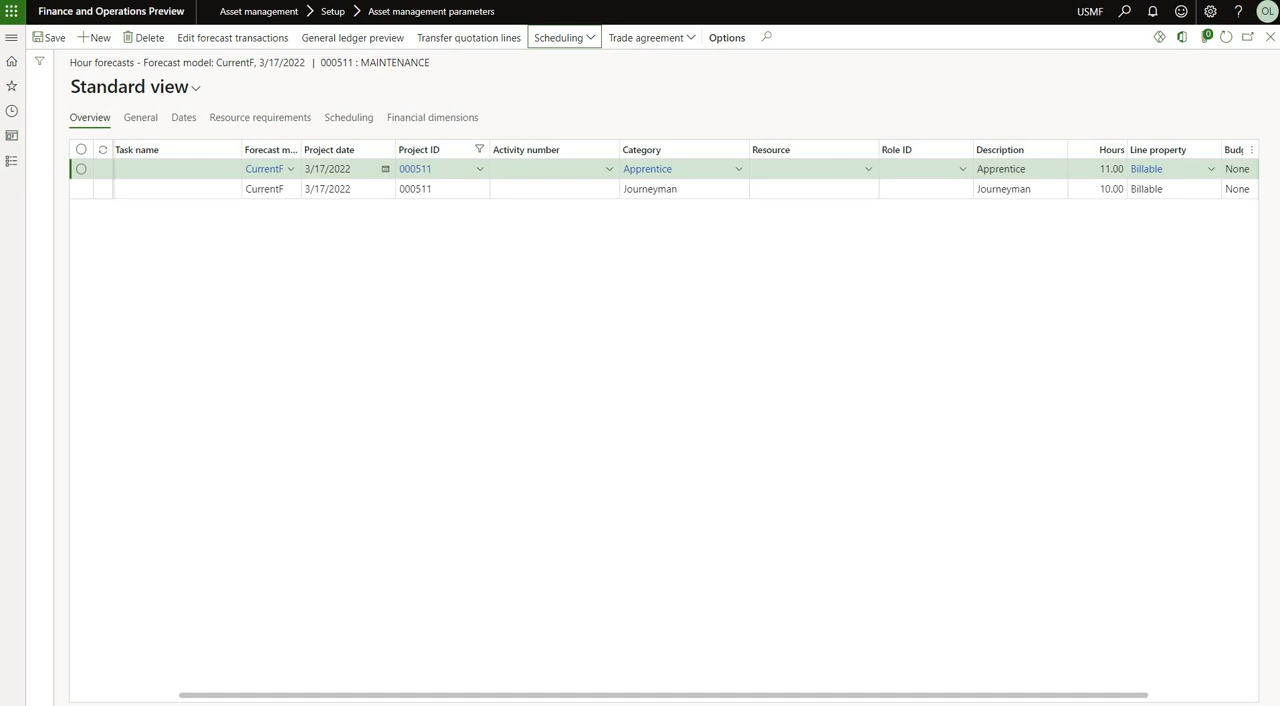 Finance and Operations Preview Asset management Setup Asset management parameters USMF OL
Save New Delete Edit forecast transactions General ledger preview Transfer quotation lines Scheduling Trade agreement Options 0
Hour forecasts - Forecast model: CurrentF, 3/17/2022 | 000511 : MAINTENANCE
Standard view
Overview General Dates Resource requirements Scheduling Financial dimensions
Task name Forecast m... Project date Project ID Activity number Category Resource Role ID Description Hours Line property Budg
CurrentF 3/17/2022 000511 Apprentice Apprentice 11.00 Billable None
CurrentF 3/17/2022 000511 Journeyman Journeyman 10.00 Billable None